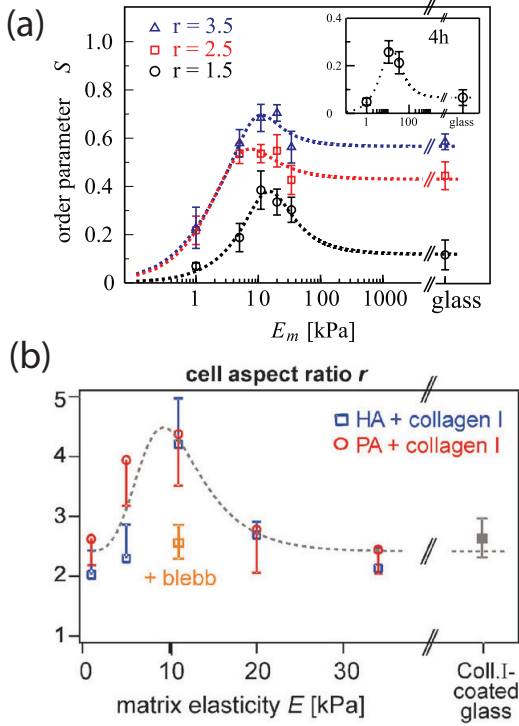 (a)
1.0
0.8
0.6
0.4
0.2
0
order parameter S
r = 3.5
r = 2.5
r = 1.5
0.4
0.2
0
4h
1
100
glass
1
10
100
1000
glass
E_m [kPa]
(b)
cell aspect ratio r
5
4
3
2
1
HA + collagen I
PA + collagen I
+ blebb
0
10
20
30
Coll.I-
coated
glass
matrix elasticity E [kPa]